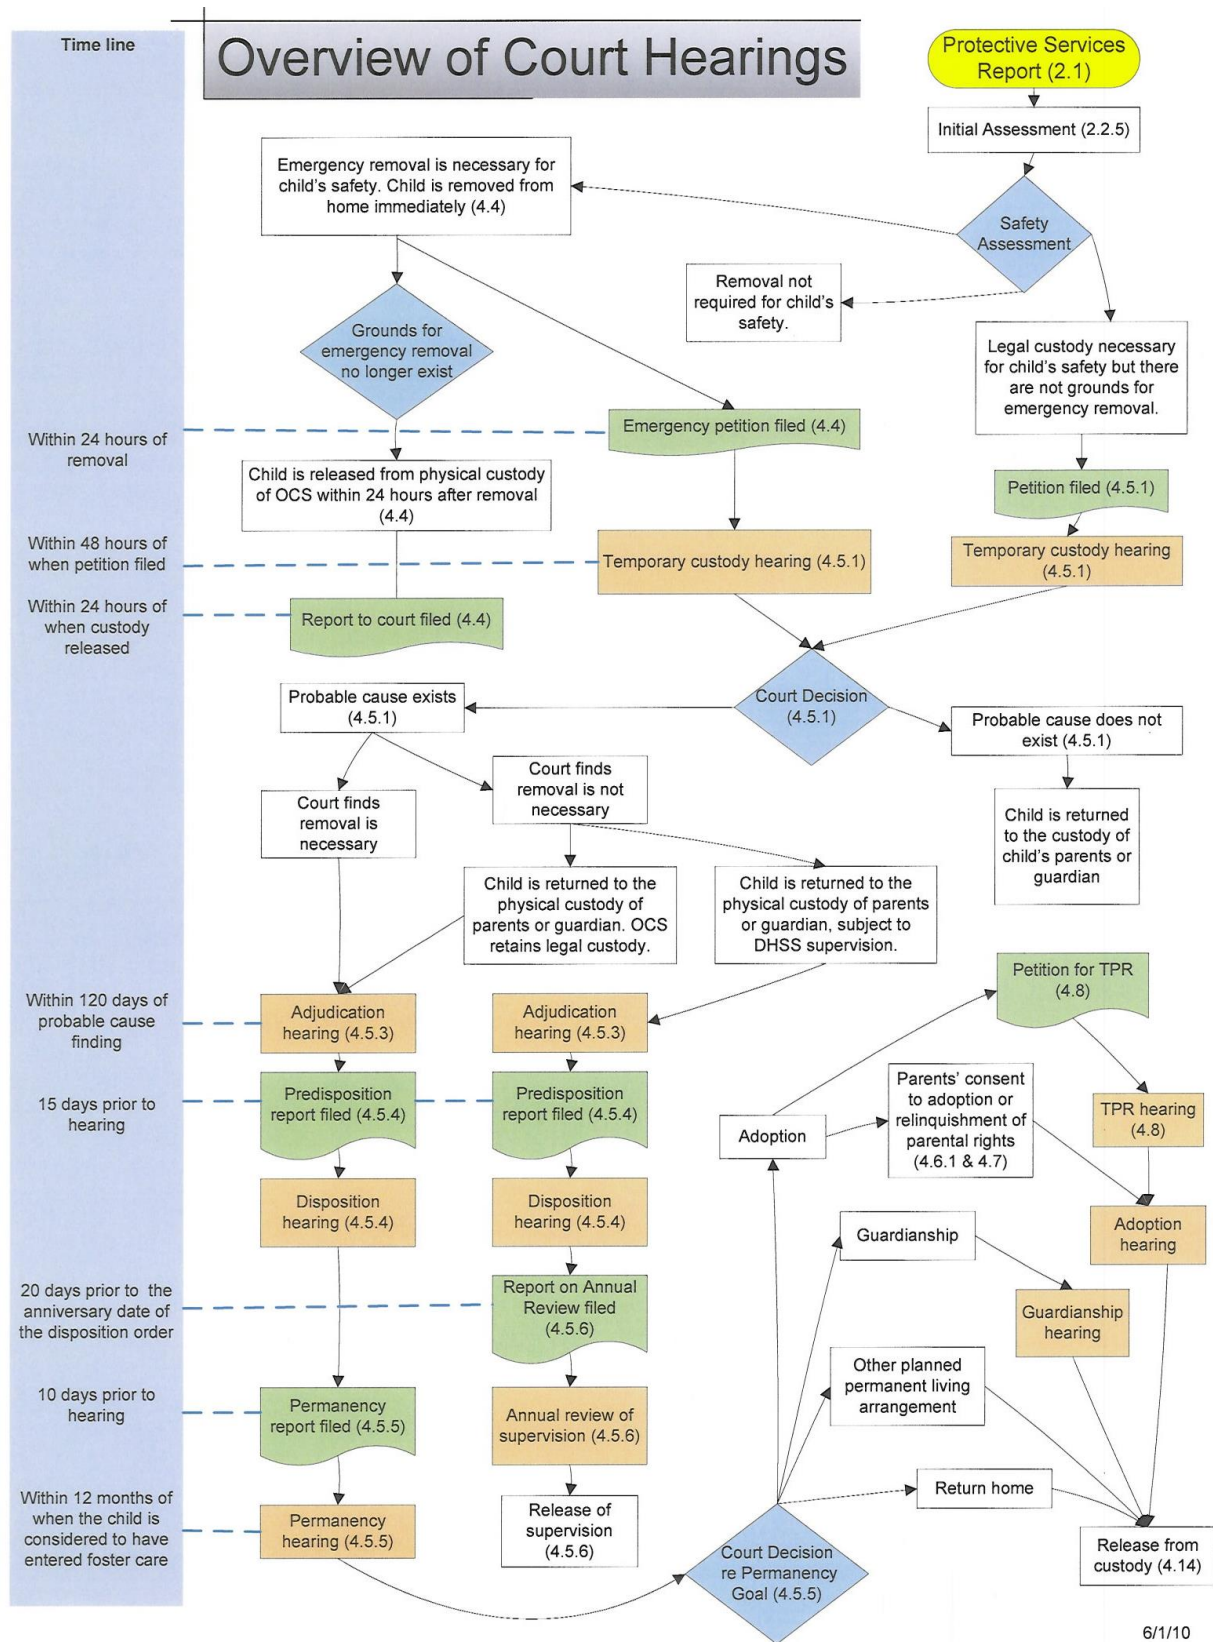 Time line
Overview of Court Hearings
Protective Services
Report (2.1)
Initial Assessment (2.2.5)
Emergency removal is necessary for
child's safety. Child is removed from
home immediately (4.4)
Safety
Assessment
Removal not
required for child's
safety.
Grounds for
emergency removal
no longer exist
Legal custody necessary
for child's safety but there
are not grounds for
emergency removal.
Within 24 hours of
removal
Emergency petition filed (4.4)
Child is released from physical custody
of OCS within 24 hours after removal
(4.4)
Petition filed (4.5.1)
Within 48 hours of
when petition filed
Temporary custody hearing (4.5.1)
Temporary custody hearing
(4.5.1)
Within 24 hours of
when custody
released
Report to court filed (4.4)
Probable cause exists
(4.5.1)
Court Decision
(4.5.1)
Probable cause does not
exist (4.5.1)
Court finds
removal is
necessary
Court finds
removal is not
necessary
Child is returned
to the custody of
child's parents or
guardian
Child is returned to the
physical custody of
parents or guardian. OCS
retains legal custody.
Child is returned to the
physical custody of parents
or guardian, subject to
DHSS supervision.
Petition for TPR
(4.8)
Within 120 days of
probable cause
finding
Adjudication
hearing (4.5.3)
Adjudication
hearing (4.5.3)
15 days prior to
hearing
Predisposition
report filed (4.5.4)
Predisposition
report filed (4.5.4)
Adoption
Parents' consent
to adoption or
relinquishment of
parental rights
(4.6.1 & 4.7)
TPR hearing
(4.8)
Disposition
hearing (4.5.4)
Disposition
hearing (4.5.4)
Guardianship
Adoption
hearing
20 days prior to the
anniversary date of
the disposition order
Report on Annual
Review filed
(4.5.6)
Guardianship
hearing
Other planned
permanent living
arrangement
10 days prior to
hearing
Permanency
report filed (4.5.5)
Annual review of
supervision (4.5.6)
Return home
Within 12 months of
when the child is
considered to have
entered foster care
Permanency
hearing (4.5.5)
Release of
supervision
(4.5.6)
Court Decision
re Permanency
Goal (4.5.5)
Release from
custody (4.14)
6/1/10